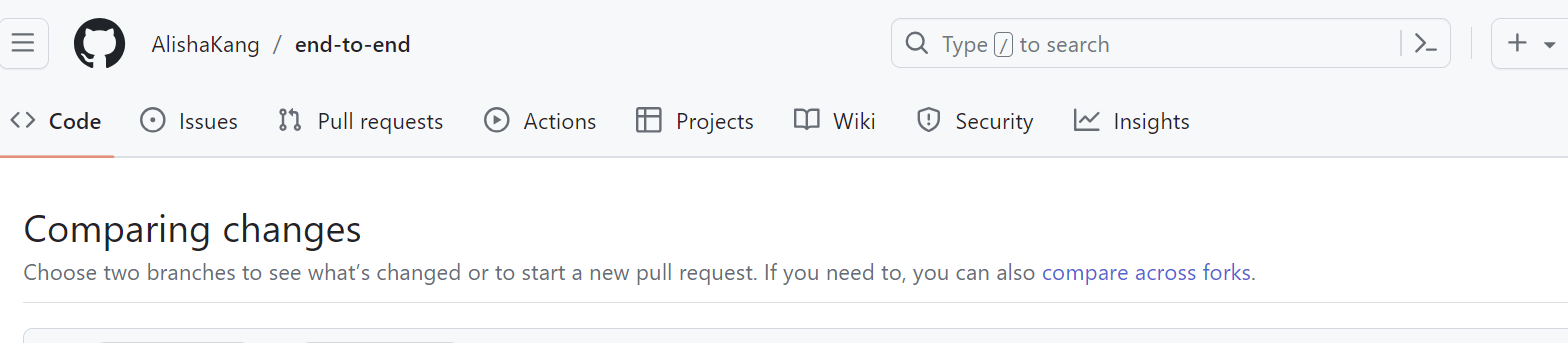 AlishaKang / end-to-end
Type / to search
Code Issues Pull requests Actions Projects Wiki Security Insights
Comparing changes
Choose two branches to see what’s changed or to start a new pull request. If you need to, you can also compare across forks.